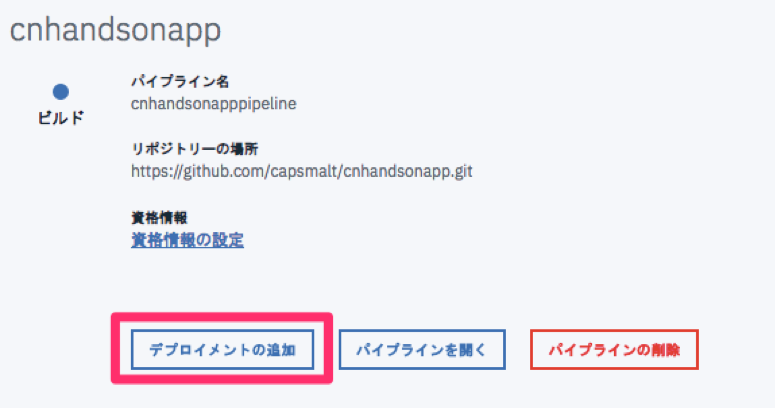 cnhandsonapp
ビルド
パイプライン名
cnhandsonapppipeline
リポジトリーの場所
https://github.com/capsmalt/cnhandsonapp.git
資格情報
資格情報の設定
デプロイメントの追加
パイプラインを開く
パイプラインの削除